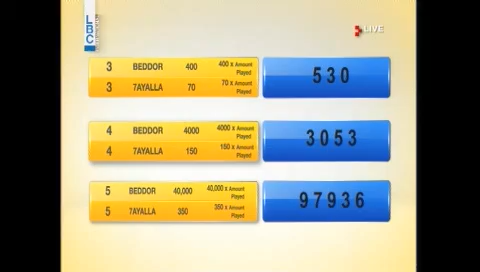 LBC
LIVE
3 BEDDOR 400 400 x Amount Played
3 7AYALLA 70 70 x Amount Played
530
4 BEDDOR 4000 4000 x Amount Played
4 7AYALLA 150 150 x Amount Played
3053
5 BEDDOR 40,000 40,000 x Amount Played
5 7AYALLA 350 350 x Amount Played
97936